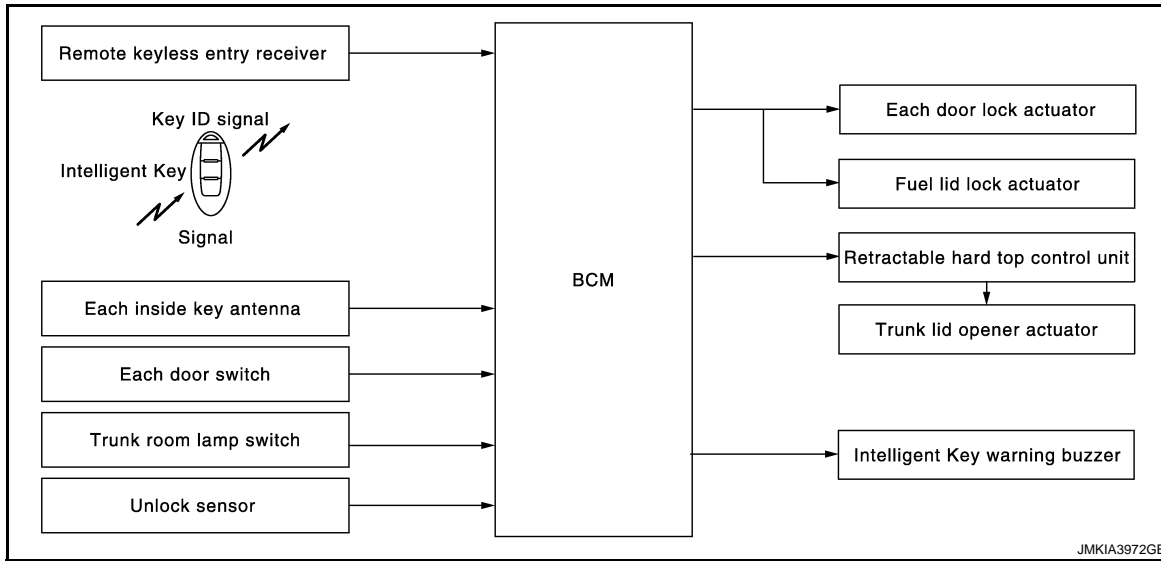 Remote keyless entry receiver
Key ID signal
Intelligent Key
Signal
Each inside key antenna
Each door switch
Trunk room lamp switch
Unlock sensor
BCM
Each door lock actuator
Fuel lid lock actuator
Retractable hard top control unit
Trunk lid opener actuator
Intelligent Key warning buzzer
JMKIA3972GE